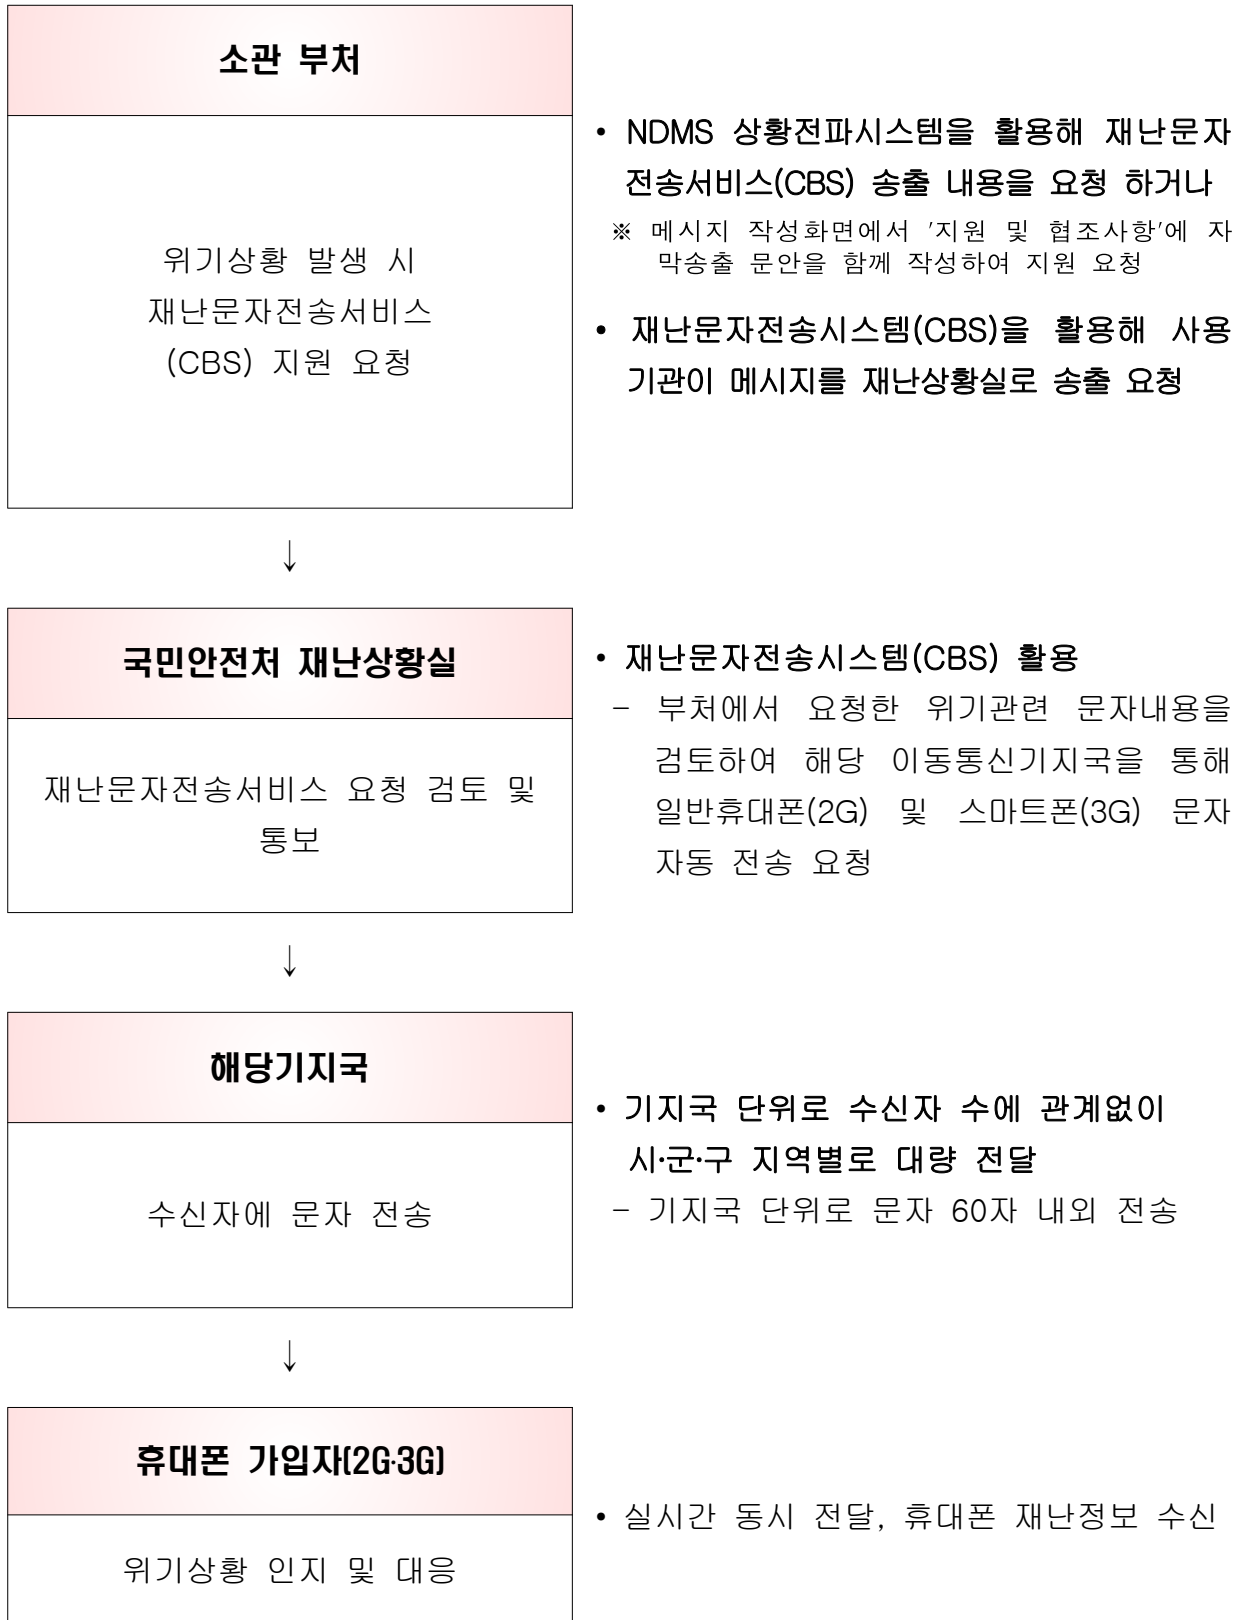 소관 부처
위기상황 발생 시
재난문자전송서비스
(CBS) 지원 요청
• NDMS 상황전파시스템을 활용해 재난문자
전송서비스(CBS) 송출 내용을 요청 하거나
※ 메시지 작성화면에서 '지원 및 협조사항'에 자
막송출 문안을 함께 작성하여 지원 요청
• 재난문자전송시스템(CBS)을 활용해 사용
기관이 메시지를 재난상황실로 송출 요청
↓
국민안전처 재난상황실
재난문자전송서비스 요청 검토 및
통보
• 재난문자전송시스템(CBS) 활용
- 부처에서 요청한 위기관련 문자내용을
검토하여 해당 이동통신기지국을 통해
일반휴대폰(2G) 및 스마트폰(3G) 문자
자동 전송 요청
↓
해당기지국
수신자에 문자 전송
• 기지국 단위로 수신자 수에 관계없이
시·군·구 지역별로 대량 전달
- 기지국 단위로 문자 60자 내외 전송
↓
휴대폰 가입자(2G·3G)
위기상황 인지 및 대응
• 실시간 동시 전달, 휴대폰 재난정보 수신